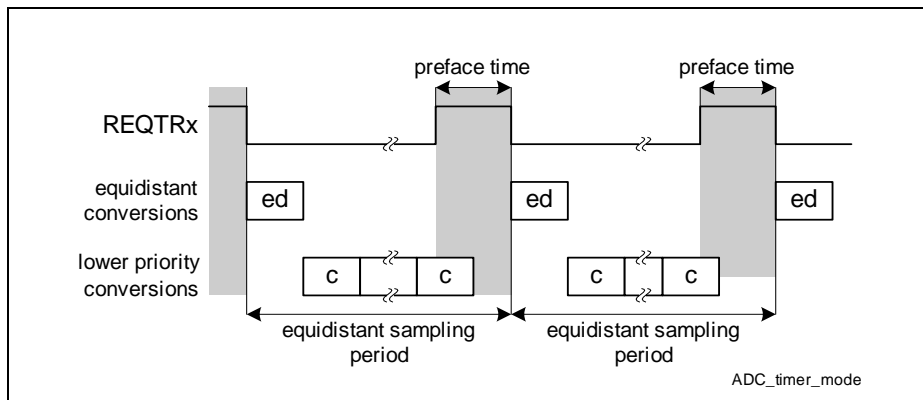 preface time
preface time
REQTRx
equidistant
conversions
ed
ed
ed
lower priority
conversions
c
c
c
c
equidistant sampling
period
equidistant sampling
period
ADC_timer_mode